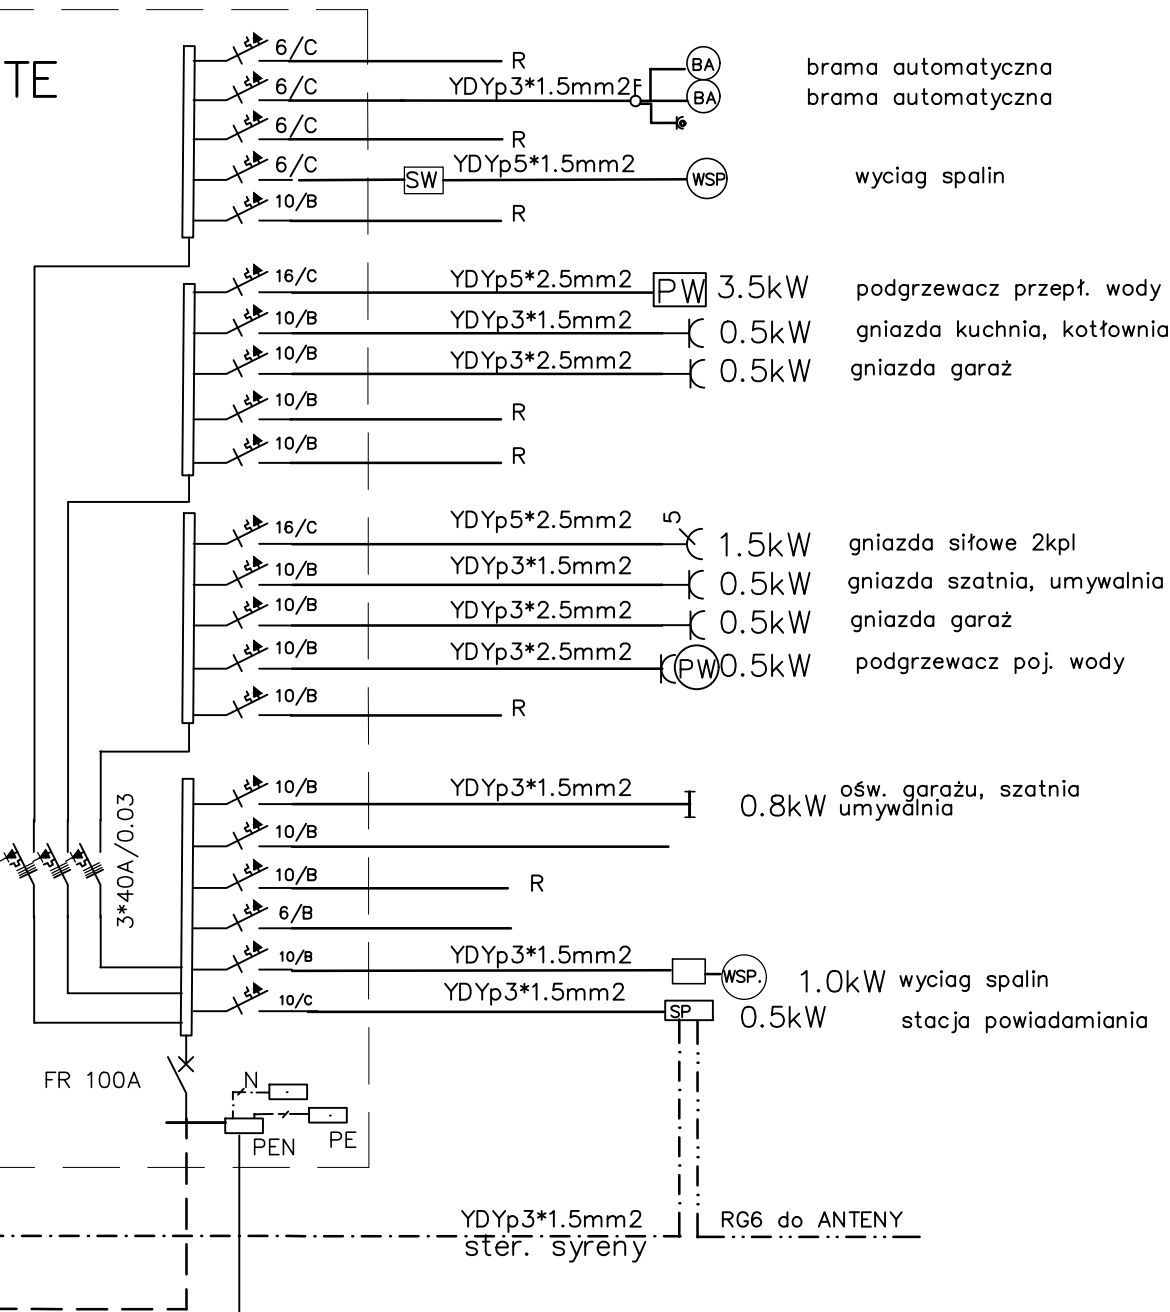 TE
6/C
R
6/C
YDYp3*1.5mm2
F
BA
brama automatyczna
BA
brama automatyczna
6/C
R
6/C
SW
YDYp5*1.5mm2
WSP
wyciag spalin
10/B
R
16/C
YDYp5*2.5mm2
PW
3.5kW
podgrzewacz przepł. wody
10/B
YDYp3*1.5mm2
0.5kW
gniazda kuchnia, kotłownia
10/B
YDYp3*2.5mm2
0.5kW
gniazda garaż
10/B
R
10/B
R
16/C
YDYp5*2.5mm2
5
1.5kW
gniazda siłowe 2kpl
10/B
YDYp3*1.5mm2
0.5kW
gniazda szatnia, umywalnia
10/B
YDYp3*2.5mm2
0.5kW
gniazda garaż
10/B
YDYp3*2.5mm2
PW
0.5kW
podgrzewacz poj. wody
10/B
R
10/B
YDYp3*1.5mm2
0.8kW
ośw. garażu, szatnia
umywalnia
3*40A/0.03
10/B
10/B
R
6/B
10/B
YDYp3*1.5mm2
WSP.
1.0kW
wyciag spalin
10/C
YDYp3*1.5mm2
SP
0.5kW
stacja powiadamiania
FR 100A
N
PEN
PE
YDYp3*1.5mm2
ster. syreny
RG6 do ANTENY